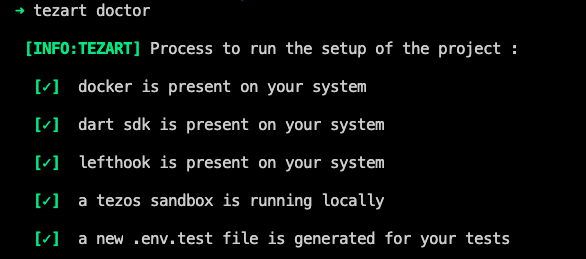 ➜ tezart doctor
[INFO:TEZART] Process to run the setup of the project :
[✓] docker is present on your system
[✓] dart sdk is present on your system
[✓] lefthook is present on your system
[✓] a tezos sandbox is running locally
[✓] a new .env.test file is generated for your tests